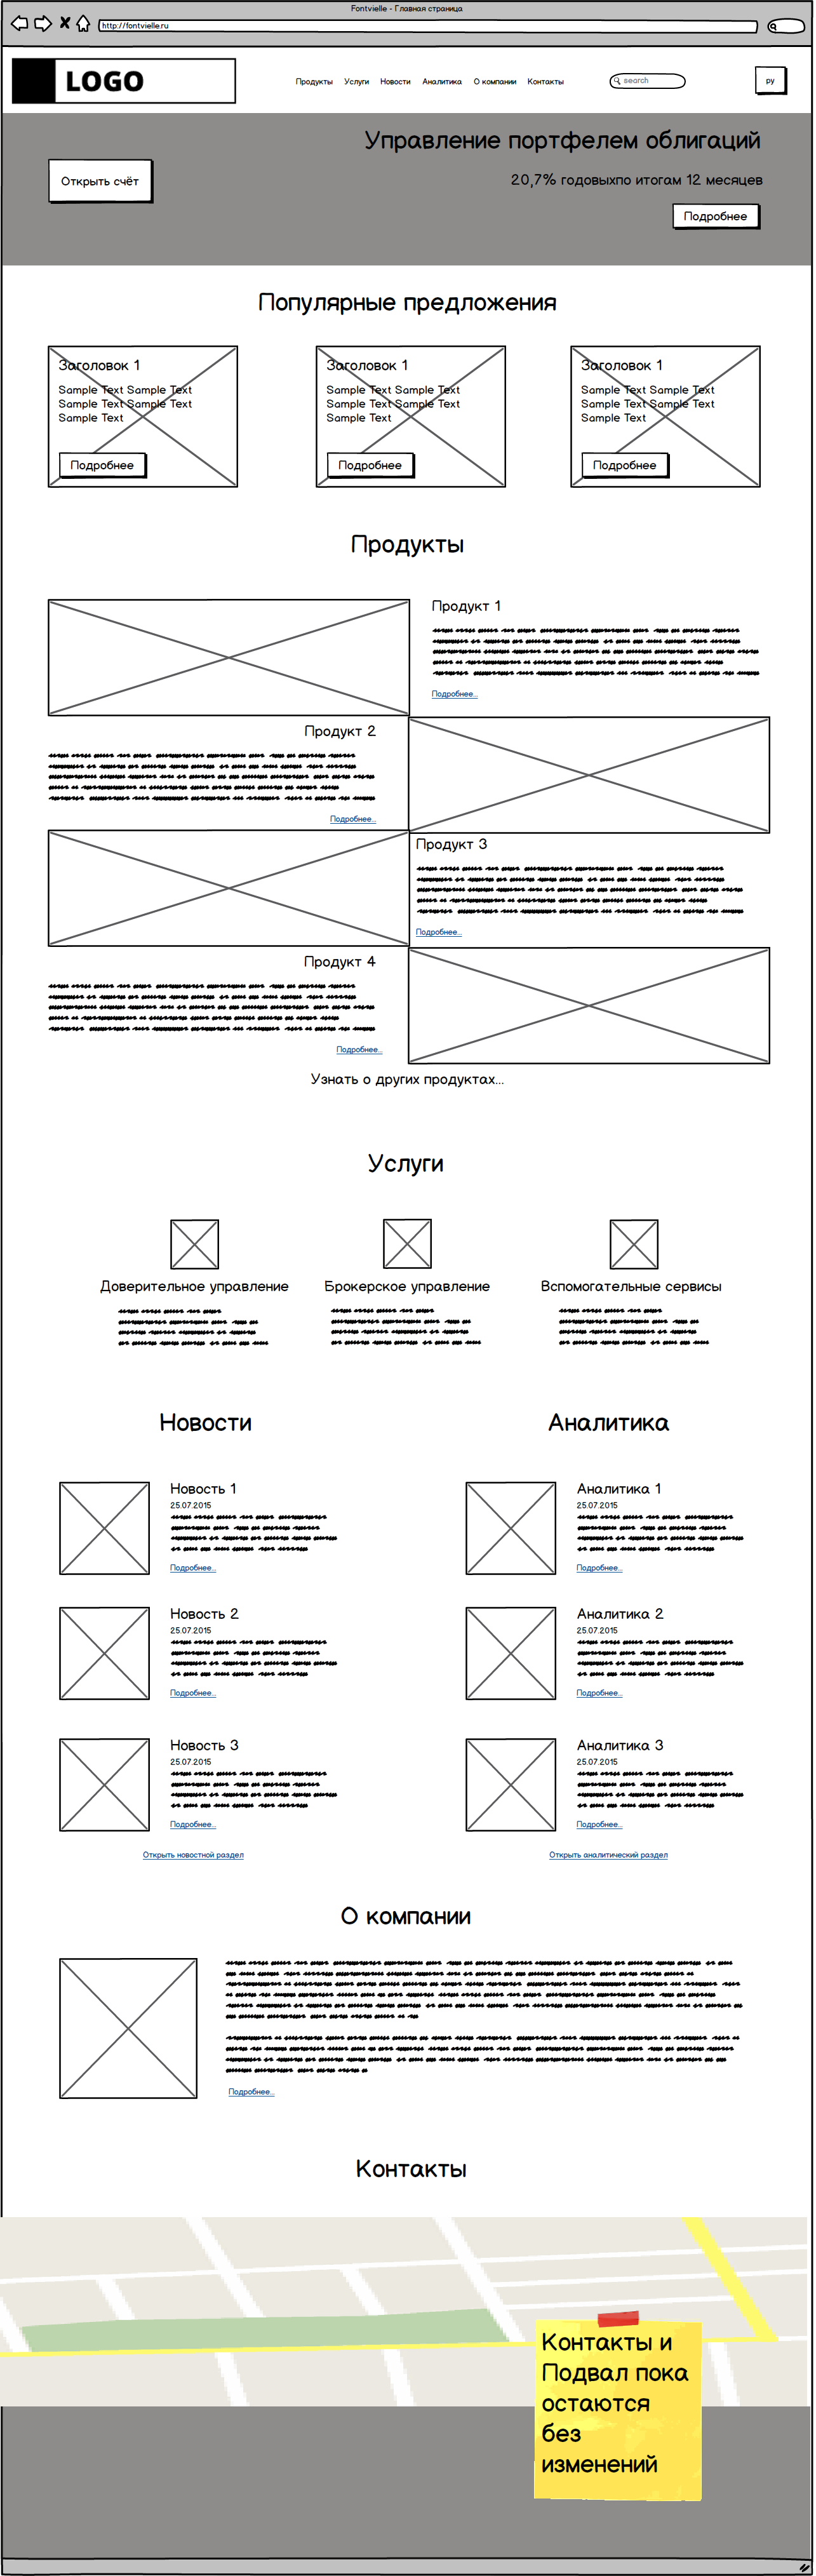 Fontvielle - Главная страница
http://fontvielle.ru
LOGO
Продукты Услуги Новости Аналитика О компании Контакты
search
ру
Управление портфелем облигаций
20,7% годовыхпо итогам 12 месяцев
Открыть счёт
Подробнее
Популярные предложения
Заголовок 1
Sample Text Sample Text
Sample Text Sample Text
Sample Text
Подробнее
Заголовок 1
Sample Text Sample Text
Sample Text Sample Text
Sample Text
Подробнее
Заголовок 1
Sample Text Sample Text
Sample Text Sample Text
Sample Text
Подробнее
Продукты
Продукт 1
Подробнее...
Продукт 2
Подробнее...
Продукт 3
Подробнее...
Продукт 4
Подробнее...
Узнать о других продуктах...
Услуги
Доверительное управление
Брокерское управление
Вспомогательные сервисы
Новости
Новость 1
25.07.2015
Подробнее...
Новость 2
25.07.2015
Подробнее...
Новость 3
25.07.2015
Подробнее...
Открыть новостной раздел
Аналитика
Аналитика 1
25.07.2015
Подробнее...
Аналитика 2
25.07.2015
Подробнее...
Аналитика 3
25.07.2015
Подробнее...
Открыть аналитический раздел
О компании
Подробнее...
Контакты
Контакты и
Подвал пока
остаются
без
изменений